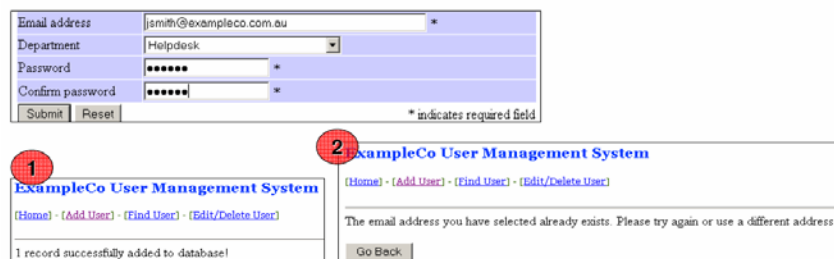 Email address jsmith@exampleco.com.au *
Department Helpdesk
Password ●●●●●● *
Confirm password ●●●●●● *
Submit Reset * indicates required field
1
ExampleCo User Management System
[Home] - [Add User] - [Find User] - [Edit/Delete User]
1 record successfully added to database!
2
ExampleCo User Management System
[Home] - [Add User] - [Find User] - [Edit/Delete User]
The email address you have selected already exists. Please try again or use a different address
Go Back